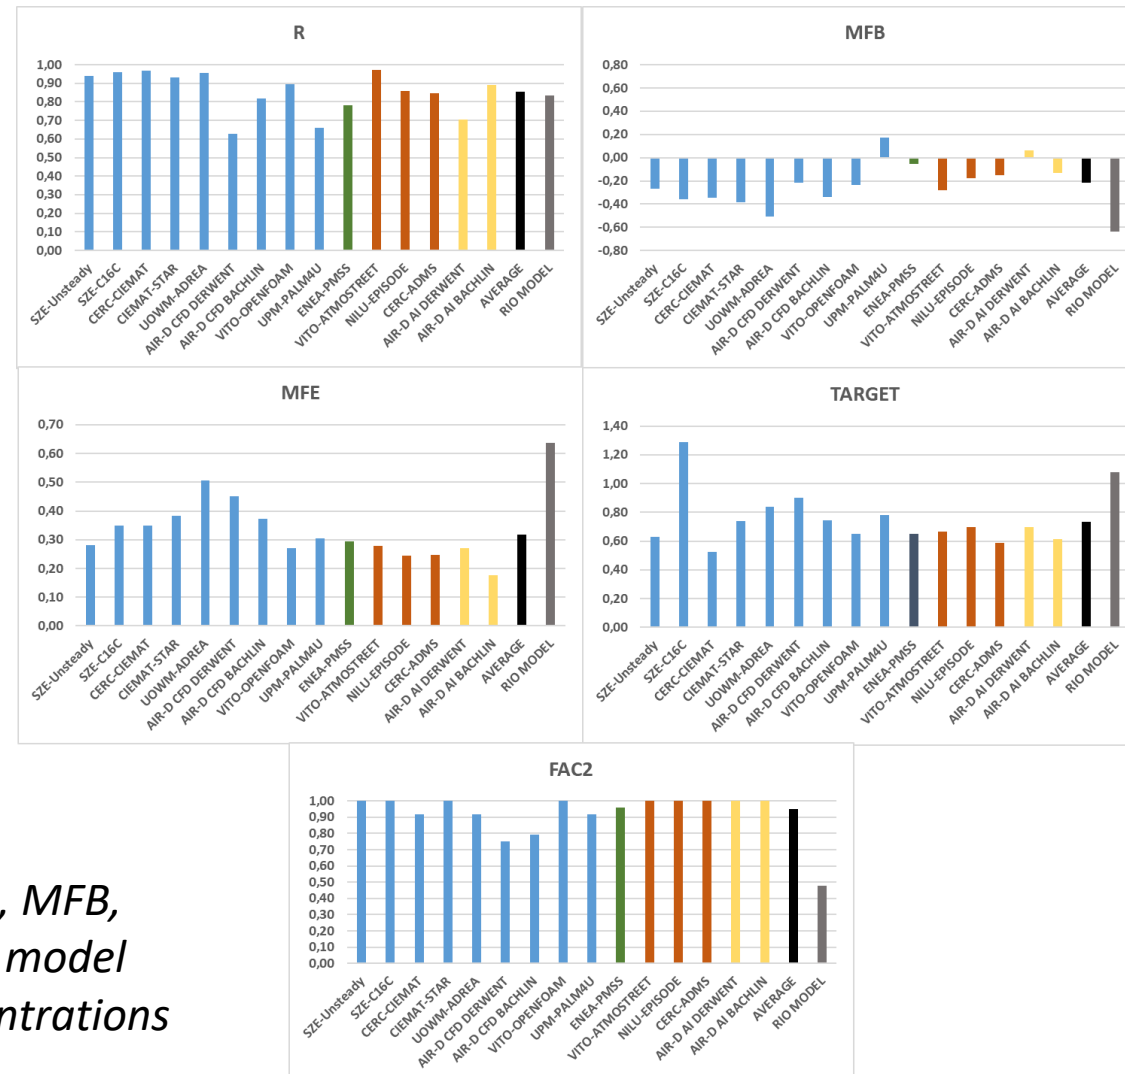 R
1,00
0,90
0,80
0,70
0,60
0,50
0,40
0,30
0,20
0,10
0,00
SZE-Unsteady
SZE-C16C
CERC-CIEMAT
CIEMAT-STAR
UOWM-ADREA
AIR-D CFD DERWENT
AIR-D CFD BACHLIN
VITO-OPENFOAM
UPM-PALM4U
ENEA-PMSS
VITO-ATMOSTREET
NILU-EPISODE
CERC-ADMS
AIR-D AI DERWENT
AIR-D AI BACHLIN
AVERAGE
RIO MODEL
MFB
0,80
0,60
0,40
0,20
0,00
-0,20
-0,40
-0,60
-0,80
SZE-Unsteady
SZE-C16C
CERC-CIEMAT
CIEMAT-STAR
UOWM-ADREA
AIR-D CFD DERWENT
AIR-D CFD BACHLIN
VITO-OPENFOAM
UPM-PALM4U
ENEA-PMSS
VITO-ATMOSTREET
NILU-EPISODE
CERC-ADMS
AIR-D AI DERWENT
AIR-D AI BACHLIN
AVERAGE
RIO MODEL
MFE
0,70
0,60
0,50
0,40
0,30
0,20
0,10
0,00
SZE-Unsteady
SZE-C16C
CERC-CIEMAT
CIEMAT-STAR
UOWM-ADREA
AIR-D CFD DERWENT
AIR-D CFD BACHLIN
VITO-OPENFOAM
UPM-PALM4U
ENEA-PMSS
VITO-ATMOSTREET
NILU-EPISODE
CERC-ADMS
AIR-D AI DERWENT
AIR-D AI BACHLIN
AVERAGE
RIO MODEL
TARGET
1,40
1,20
1,00
0,80
0,60
0,40
0,20
0,00
SZE-Unsteady
SZE-C16C
CERC-CIEMAT
CIEMAT-STAR
UOWM-ADREA
AIR-D CFD DERWENT
AIR-D CFD BACHLIN
VITO-OPENFOAM
UPM-PALM4U
ENEA-PMSS
VITO-ATMOSTREET
NILU-EPISODE
CERC-ADMS
AIR-D AI DERWENT
AIR-D AI BACHLIN
AVERAGE
RIO MODEL
FAC2
1,00
0,90
0,80
0,70
0,60
0,50
0,40
0,30
0,20
0,10
0,00
SZE-Unsteady
SZE-C16C
CERC-CIEMAT
CIEMAT-STAR
UOWM-ADREA
AIR-D CFD DERWENT
AIR-D CFD BACHLIN
VITO-OPENFOAM
UPM-PALM4U
ENEA-PMSS
VITO-ATMOSTREET
NILU-EPISODE
CERC-ADMS
AIR-D AI DERWENT
AIR-D AI BACHLIN
AVERAGE
RIO MODEL
, MFB,
model
ntrations